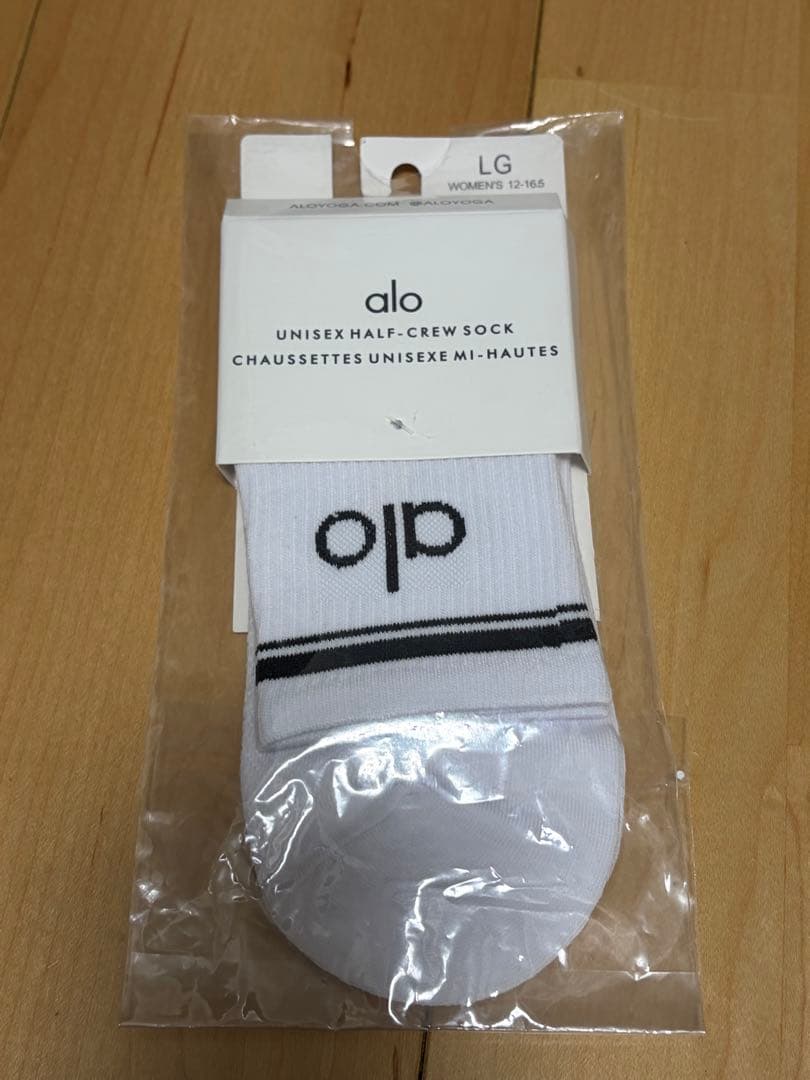 LG
WOMEN'S 12-16.5
ALOYOGA.COM @ALOYOGA
alo
UNISEX HALF-CREW SOCK
CHAUSSETTES UNISEXE MI-HAUTES
alo